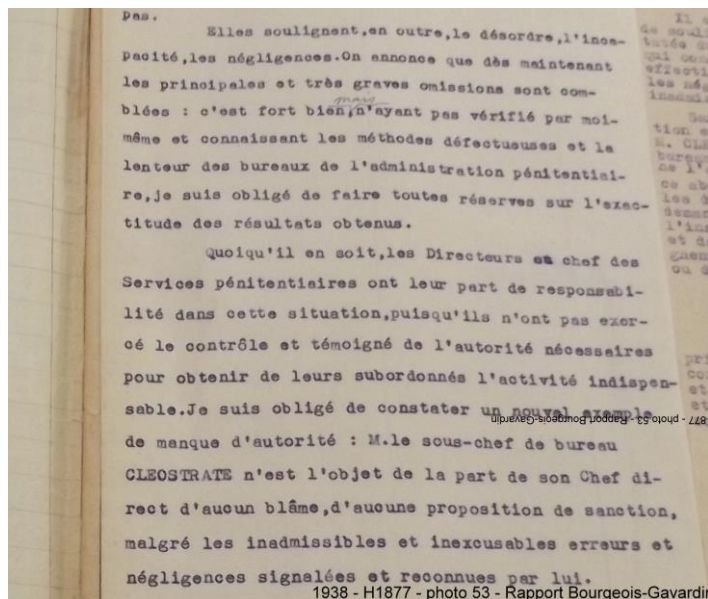 pas.
Elles soulignent,en outre,le désordre,l'inca-
pacité,les négligences.On annonce que dès maintenant
les principales et très graves omissions sont com-
mais
blées : c'est fort bien,n'ayant pas vérifié par moi-
même et connaissant les méthodes défectueuses et la
lenteur des bureaux de l'administration pénitentiai-
re,je suis obligé de faire toutes réserves sur l'exac-
titude des résultats obtenus.
Quoiqu'il en soit,les Directeurs en chef des
Services pénitentiaires ont leur part de responsabi-
lité dans cette situation,puisqu'ils n'ont pas exer-
cé le contrôle et témoigné de l'autorité nécessaires
pour obtenir de leurs subordonnés l'activité indispen-
sable.Je suis obligé de constater un nouvel exemple
877 - photo 53 - Rapport Bourgeois-Gavardin
de manque d'autorité : M.le sous-chef de bureau
CLEOSTRATE n'est l'objet de la part de son Chef di-
rect d'aucun blâme,d'aucune proposition de sanction,
malgré les inadmissibles et inexcusables erreurs et
négligences signalées et reconnues par lui.
1938 - H1877 - photo 53 - Rapport Bourgeois-Gavardin